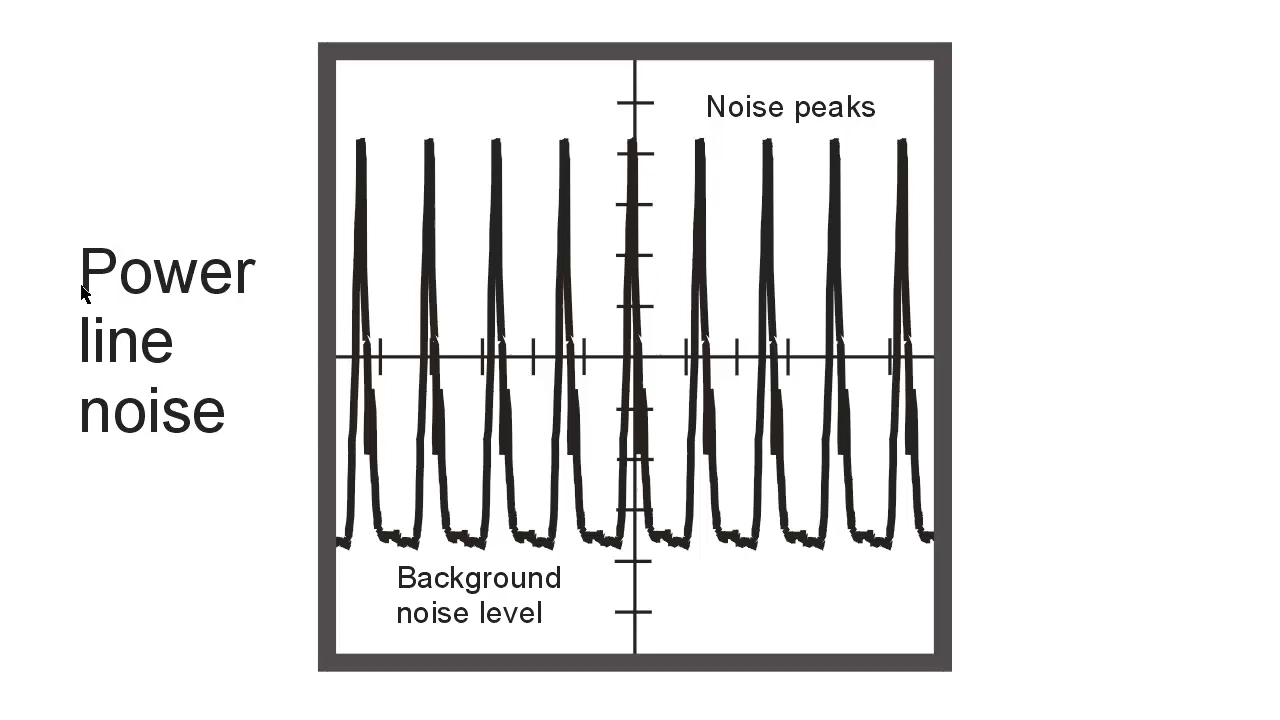 Power
line
noise
Noise peaks
Background
noise level